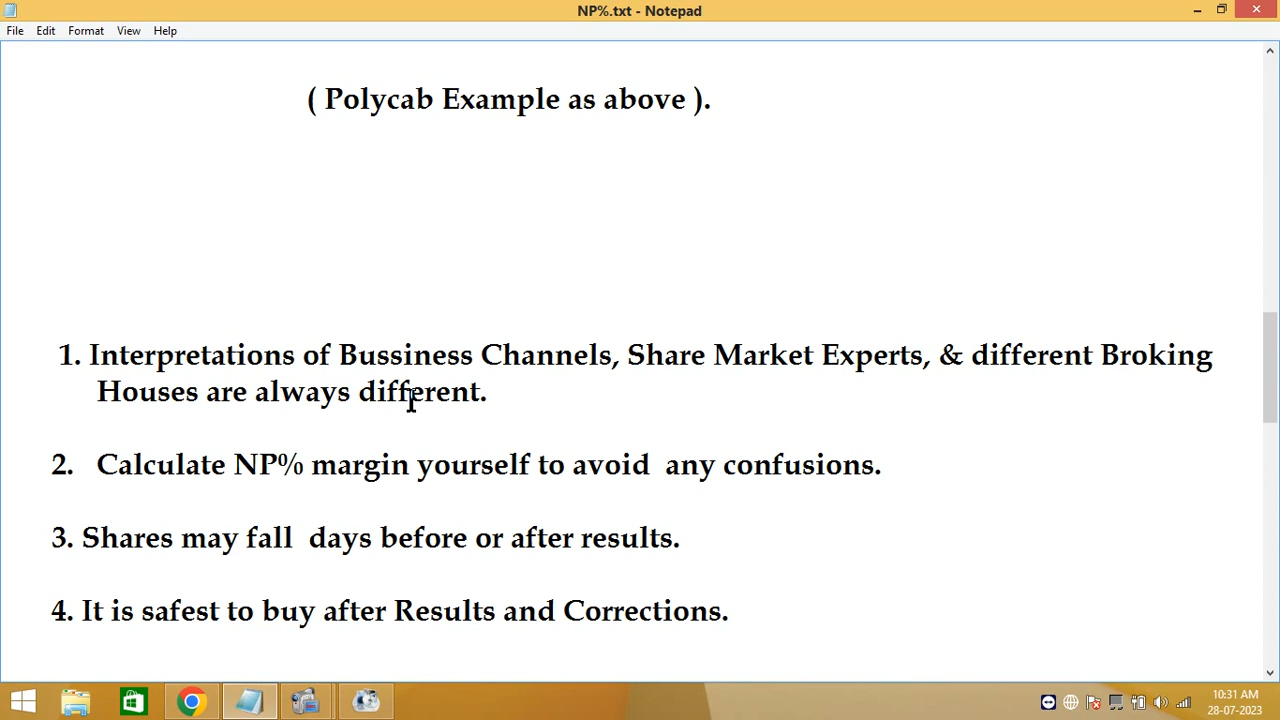 NP%.txt - Notepad
File Edit Format View Help
( Polycab Example as above ).
1. Interpretations of Bussiness Channels, Share Market Experts, & different Broking
Houses are always different.
2. Calculate NP% margin yourself to avoid any confusions.
3. Shares may fall days before or after results.
4. It is safest to buy after Results and Corrections.
10:31 AM
28-07-2023